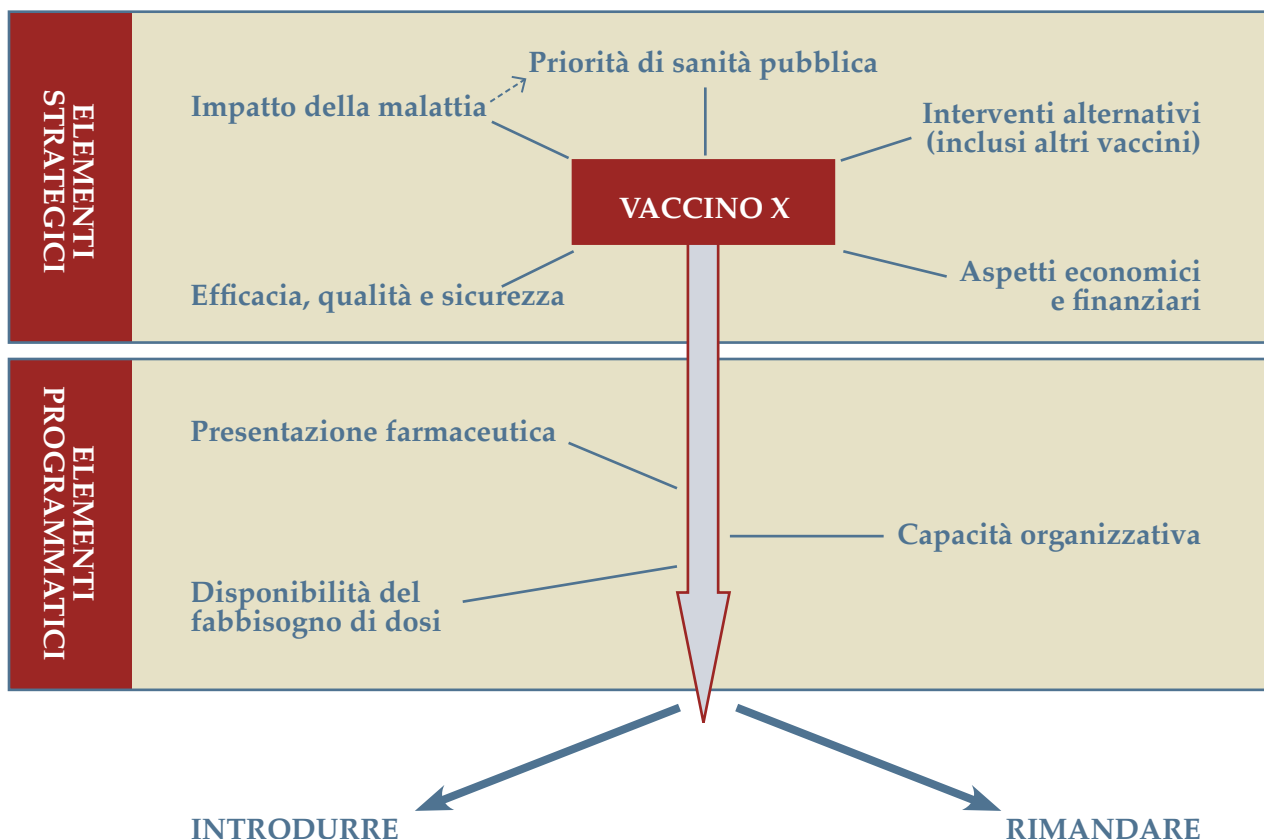 ELEMENTI
STRATEGICI
Priorità di sanità pubblica
Impatto della malattia
Interventi alternativi
(inclusi altri vaccini)
VACCINO X
Efficacia, qualità e sicurezza
Aspetti economici
e finanziari
ELEMENTI
PROGRAMMATICI
Presentazione farmaceutica
Capacità organizzativa
Disponibilità del
fabbisogno di dosi
INTRODURRE
RIMANDARE